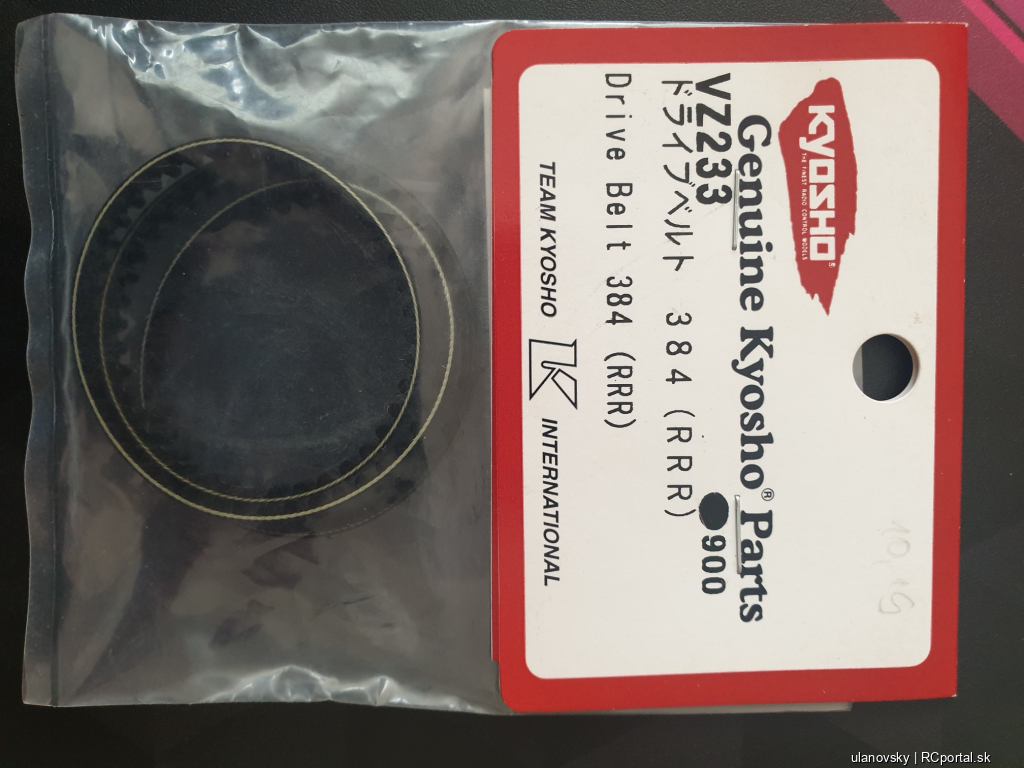 KYOSHO
THE FINEST RADIO CONTROL MODELS
Genuine Kyosho® Parts
VZ233
●900
ドライブベルト 384(RRR)
Drive Belt 384 (RRR)
TEAM KYOSHO K INTERNATIONAL
ulanovsky | RCportal.sk